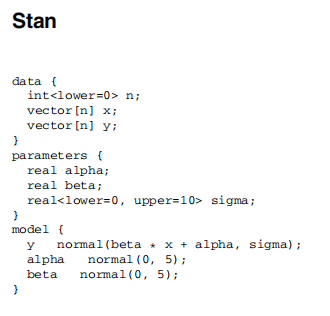 Stan
data {
  int<lower=0> n;
  vector[n] x;
  vector[n] y;
}
parameters {
  real alpha;
  real beta;
  real<lower=0, upper=10> sigma;
}
model {
  y   normal(beta * x + alpha, sigma);
  alpha   normal(0, 5);
  beta   normal(0, 5);
}